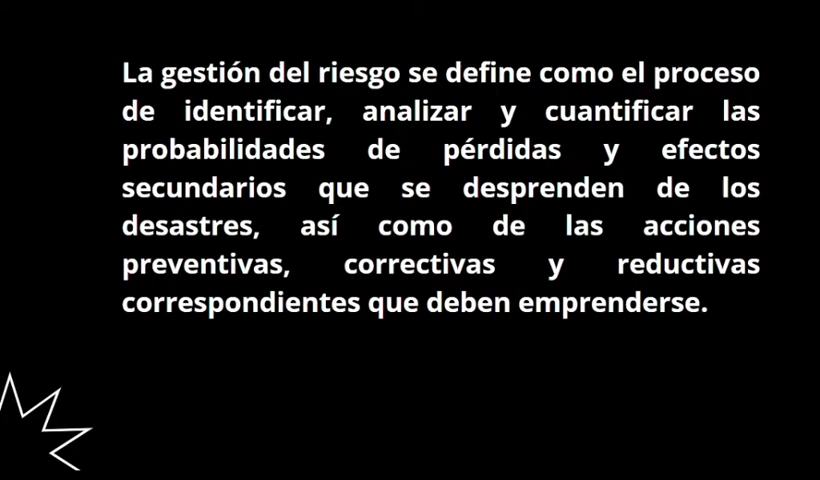 La gestión del riesgo se define como el proceso
de identificar, analizar y cuantificar las
probabilidades de pérdidas y efectos
secundarios que se desprenden de los
desastres, así como de las acciones
preventivas, correctivas y reductivas
correspondientes que deben emprenderse.